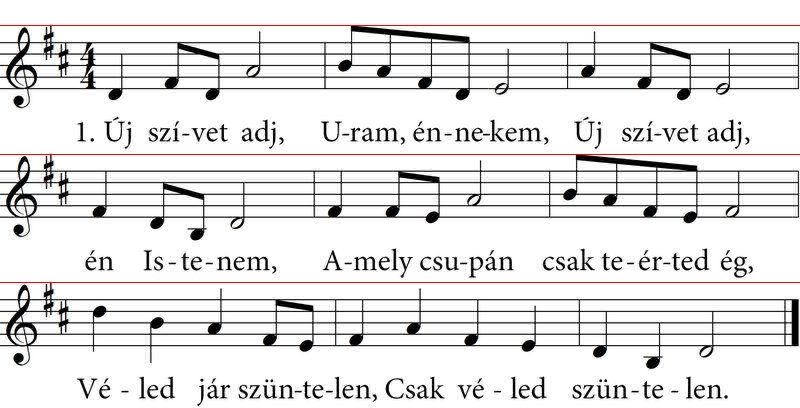 1. Új szí-vet adj, U-ram, én-ne-kem, Új szí-vet adj,
én Is-te-nem, A-mely csu-pán csak te-ér-ted ég,
Vé-led jár szün-te-len, Csak vé-led szün-te-len.